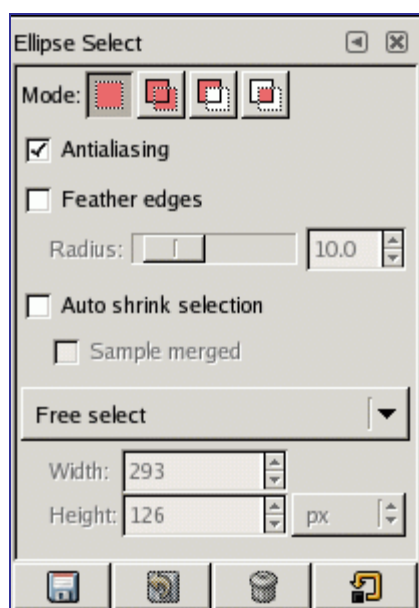 Ellipse Select
Mode:
Antialiasing
Feather edges
Radius: 10.0
Auto shrink selection
Sample merged
Free select
Width: 293
Height: 126 px